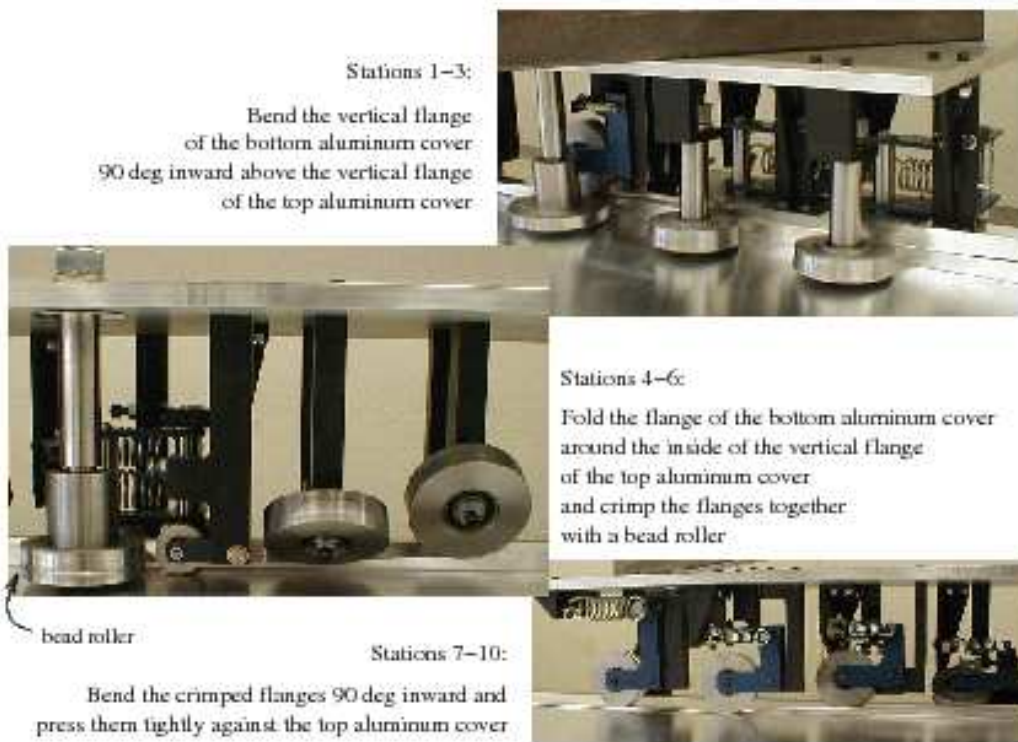 Stations 1–3:
Bend the vertical flange
of the bottom aluminum cover
90 deg inward above the vertical flange
of the top aluminum cover
Stations 4–6:
Fold the flange of the bottom aluminum cover
around the inside of the vertical flange
of the top aluminum cover
and crimp the flanges together
with a bead roller
bead roller
Stations 7–10:
Bend the crimped flanges 90 deg inward and
press them tightly against the top aluminum cover